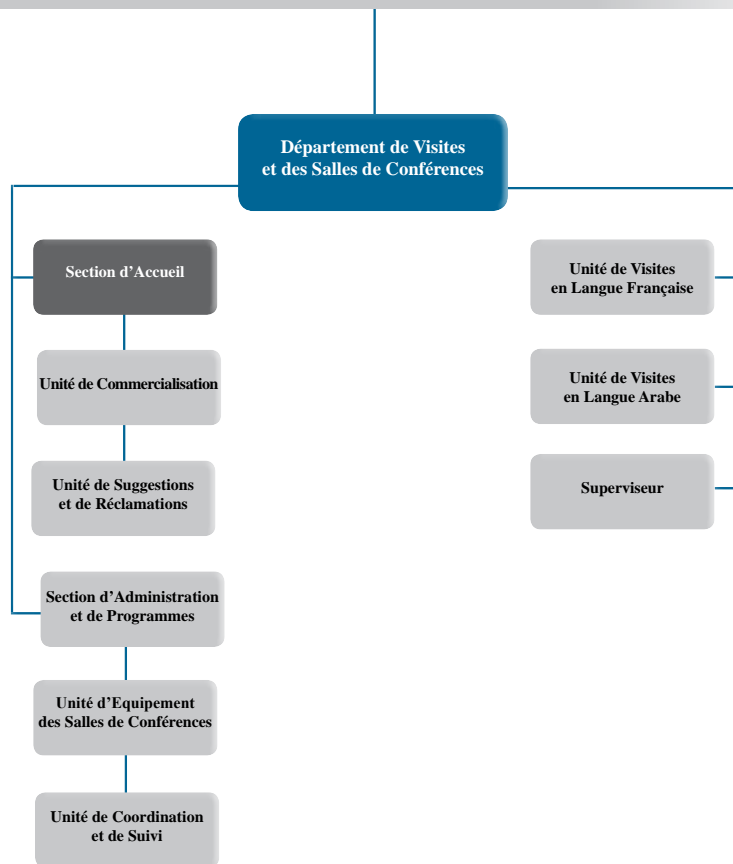 Département de Visites
et des Salles de Conférences
Section d’Accueil
Unité de Commercialisation
Unité de Suggestions
et de Réclamations
Section d’Administration
et de Programmes
Unité d’Equipement
des Salles de Conférences
Unité de Coordination
et de Suivi
Unité de Visites
en Langue Française
Unité de Visites
en Langue Arabe
Superviseur